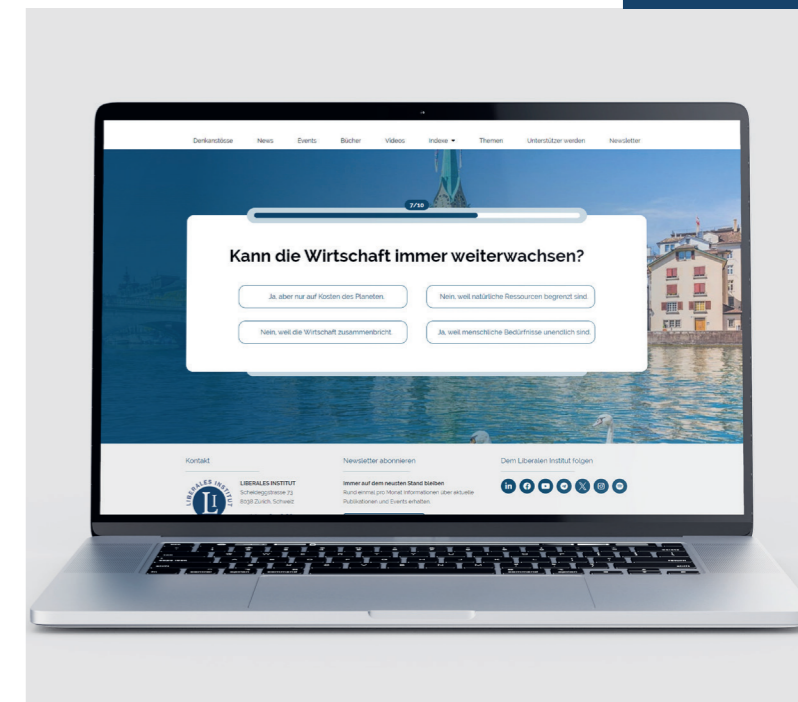 Denkanstösse News Events Bücher Videos Indexe Themen Unterstützer werden Newsletter
7/10
Kann die Wirtschaft immer weiterwachsen?
Ja, aber nur auf Kosten des Planeten.
Nein, weil natürliche Ressourcen begrenzt sind.
Nein, weil die Wirtschaft zusammenbricht.
Ja, weil menschliche Bedürfnisse unendlich sind.
Kontakt
LIBERALES INSTITUT
LI
LIBERALES INSTITUT
Scheideggstrasse 73
8038 Zürich, Schweiz
Newsletter abonnieren
Immer auf dem neusten Stand bleiben
Rund einmal pro Monat Informationen über aktuelle
Publikationen und Events erhalten.
Dem Liberalen Institut folgen